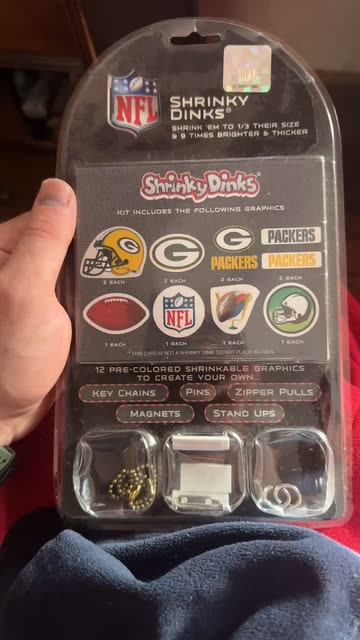 NFL
NFL
SHRINKY
DINKS®
SHRINK 'EM TO 1/3 THEIR SIZE
& 9 TIMES BRIGHTER & THICKER
ShrinkyDinks®
KIT INCLUDES THE FOLLOWING GRAPHICS
G
G
G
PACKERS
PACKERS
PACKERS
2 EACH
2 EACH
2 EACH
2 EACH
NFL
1 EACH
1 EACH
1 EACH
1 EACH
THIS CARD IS NOT A SHRINKY DINK DO NOT PLACE IN OVEN
12 PRE-COLORED SHRINKABLE GRAPHICS
TO CREATE YOUR OWN...
KEY CHAINS
PINS
ZIPPER PULLS
MAGNETS
STAND UPS